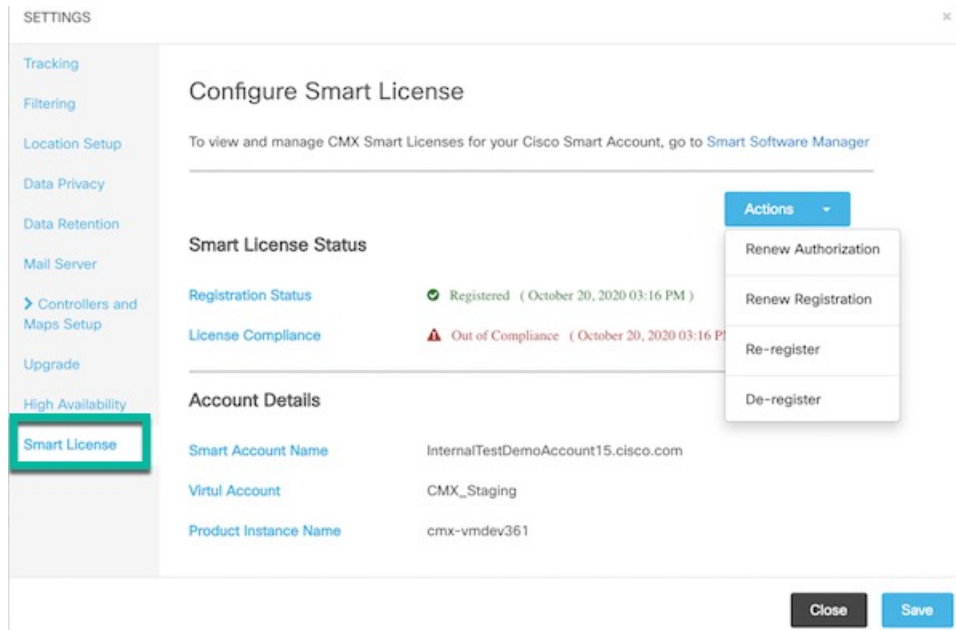 SETTINGS
×
Tracking
Filtering
Location Setup
Data Privacy
Data Retention
Mail Server
Controllers and
Maps Setup
Upgrade
High Availability
Smart License
Configure Smart License
To view and manage CMX Smart Licenses for your Cisco Smart Account, go to Smart Software Manager
Actions
Renew Authorization
Renew Registration
Re-register
De-register
Smart License Status
Registration Status Registered ( October 20, 2020 03:16 PM )
License Compliance Out of Compliance ( October 20, 2020 03:16
Account Details
Smart Account Name InternalTestDemoAccount15.cisco.com
Virtul Account CMX_Staging
Product Instance Name cmx-vmdev361
Close Save